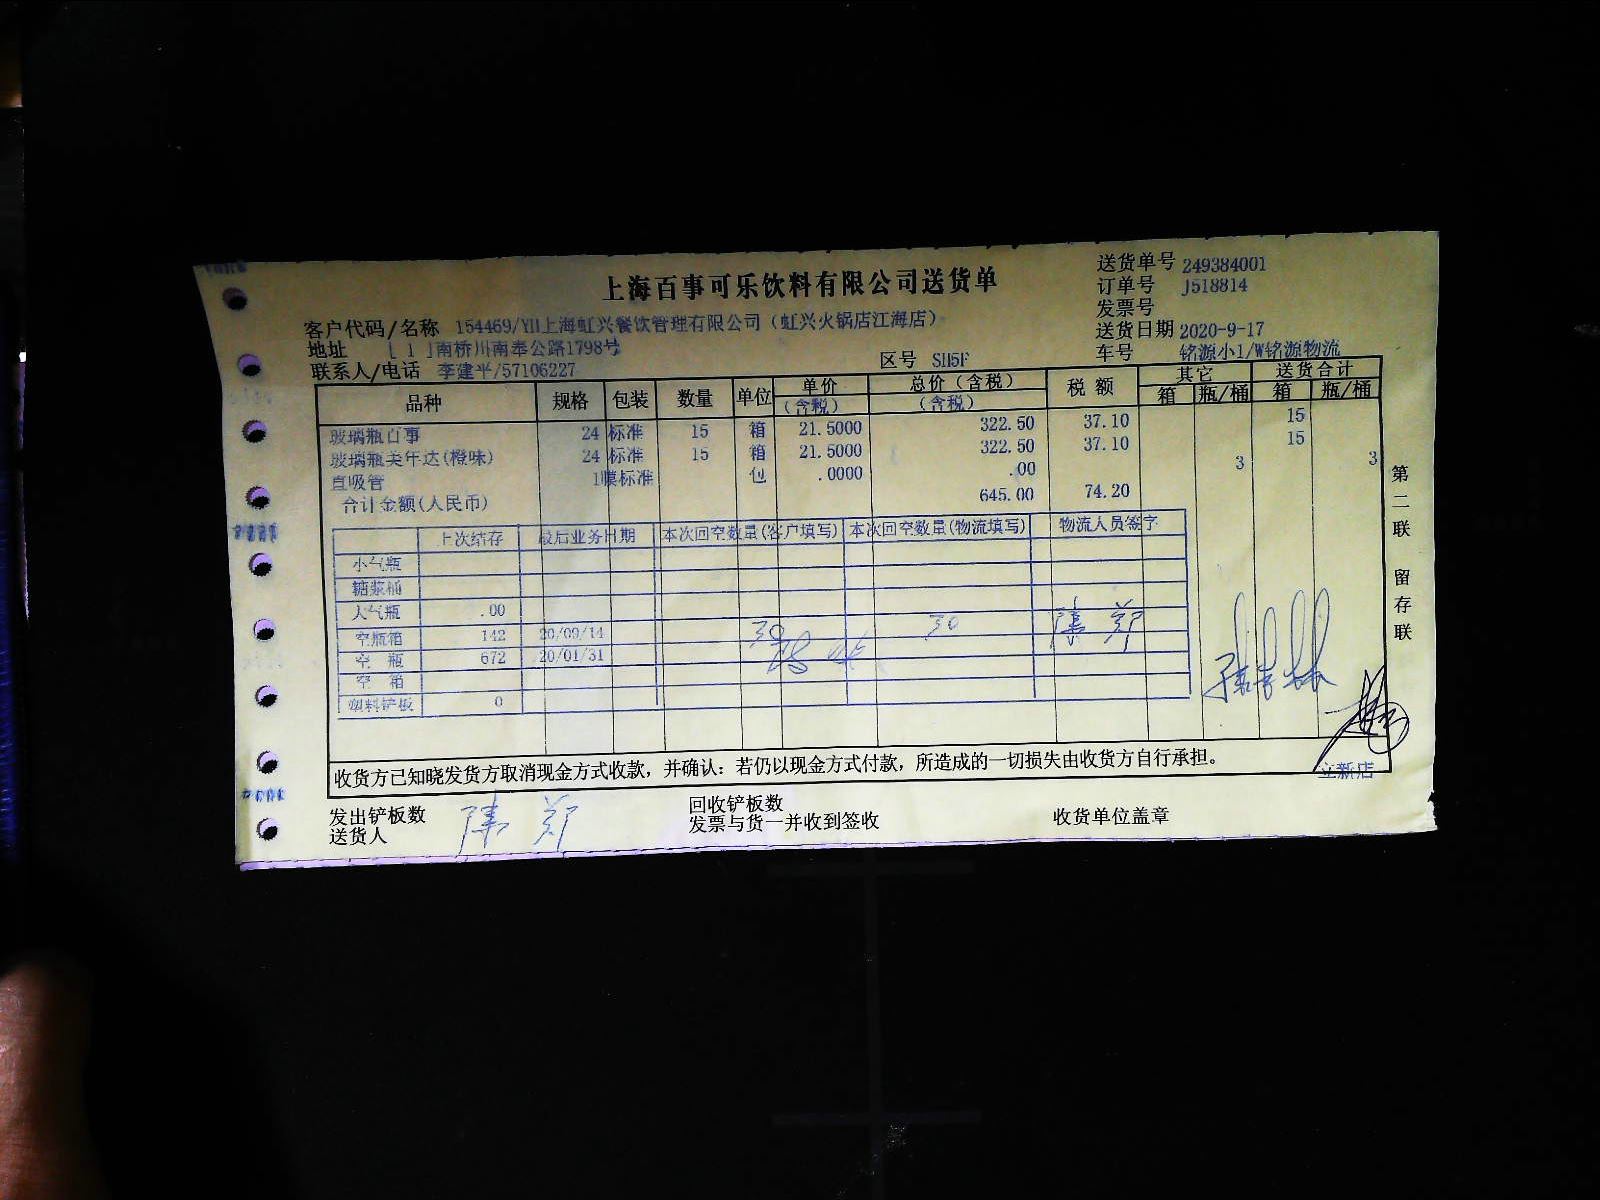 上海百事可乐饮料有限公司送货单
送货单号 249384001
订单号 J518814
发票号
送货日期 2020-9-17
车号 铭源小1/W铭源物流
客户代码/名称 154469/YH上海虹兴餐饮管理有限公司（虹兴火锅店江海店）
地址 [ 1 ]南桥川南奉公路1798号
联系人/电话 李建平/57106227 区号 SH5F
品种 规格 包装 数量 单位 单价（含税） 总价（含税）（含税） 税额 其它 箱 瓶/桶 送货合计 箱 瓶/桶
玻璃瓶百事 24 标准 15 箱 21.5000 322.50 37.10 15
玻璃瓶美年达(橙味) 24 标准 15 箱 21.5000 322.50 37.10 15
直吸管 1膜标准 包 .0000 .00 3 3
合计金额(人民币) 645.00 74.20
上次结存 最后业务日期 本次回空数量(客户填写) 本次回空数量(物流填写) 物流人员签字
小气瓶
糖浆桶
大气瓶 .00
空瓶箱 142 20/09/14 30 30
空 瓶 672 20/01/31
空 箱
塑料铲板 0
收货方已知晓发货方取消现金方式收款，并确认：若仍以现金方式付款，所造成的一切损失由收货方自行承担。
立新店
发出铲板数 回收铲板数
送货人 发票与货一并收到签收 收货单位盖章
第二联 留存联